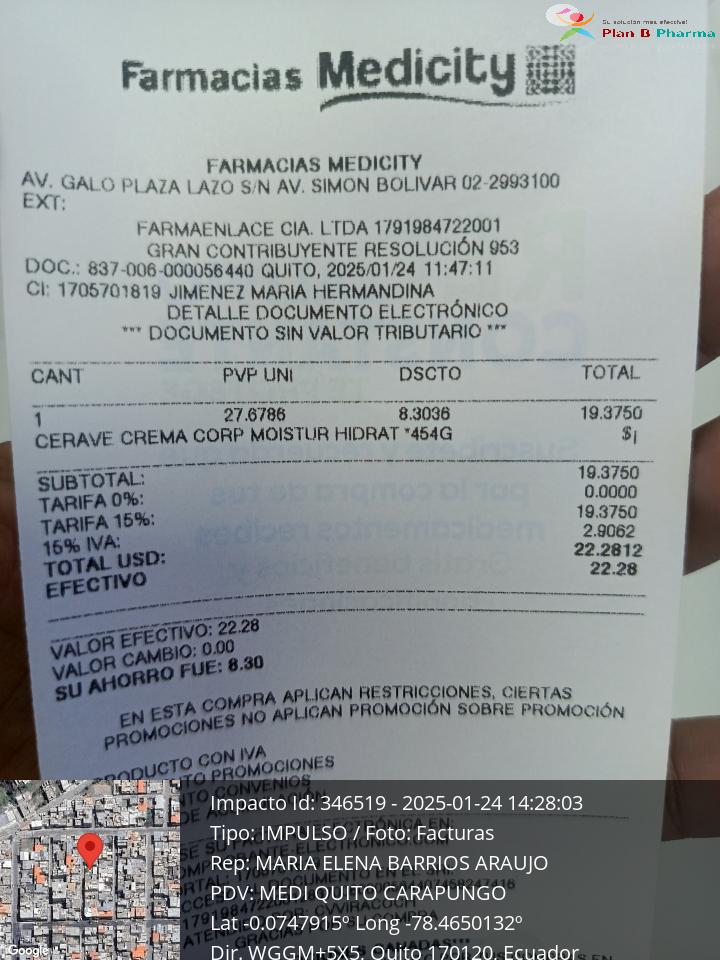 Su solución mas efectiva!
Plan B Pharma
Farmacias Medicity
FARMACIAS MEDICITY
AV. GALO PLAZA LAZO S/N AV. SIMON BOLIVAR 02-2993100
EXT:
FARMAENLACE CIA. LTDA 1791984722001
GRAN CONTRIBUYENTE RESOLUCIÓN 953
DOC.: 837-006-000056440 QUITO, 2025/01/24 11:47:11
CI: 1705701819 JIMENEZ MARIA HERMANDINA
DETALLE DOCUMENTO ELECTRÓNICO
*** DOCUMENTO SIN VALOR TRIBUTARIO ***
CANT PVP UNI DSCTO TOTAL
1 27.6786 8.3036 19.3750
CERAVE CREMA CORP MOISTUR HIDRAT *454G $¡
SUBTOTAL: 19.3750
TARIFA 0%: 0.0000
TARIFA 15%: 19.3750
15% IVA: 2.9062
TOTAL USD: 22.2812
EFECTIVO 22.28
VALOR EFECTIVO: 22.28
VALOR CAMBIO: 0.00
SU AHORRO FUE: 8.30
EN ESTA COMPRA APLICAN RESTRICCIONES, CIERTAS
PROMOCIONES NO APLICAN PROMOCIÓN SOBRE PROMOCIÓN
PRODUCTO CON IVA
PROMOCIONES
CONVENIOS
Impacto Id: 346519 - 2025-01-24 14:28:03
Tipo: IMPULSO / Foto: Facturas
Rep: MARIA ELENA BARRIOS ARAUJO
PDV: MEDI QUITO CARAPUNGO
Lat -0.0747915º Long -78.4650132º
Dir. WGGM+5X5, Quito 170120, Ecuador
Google